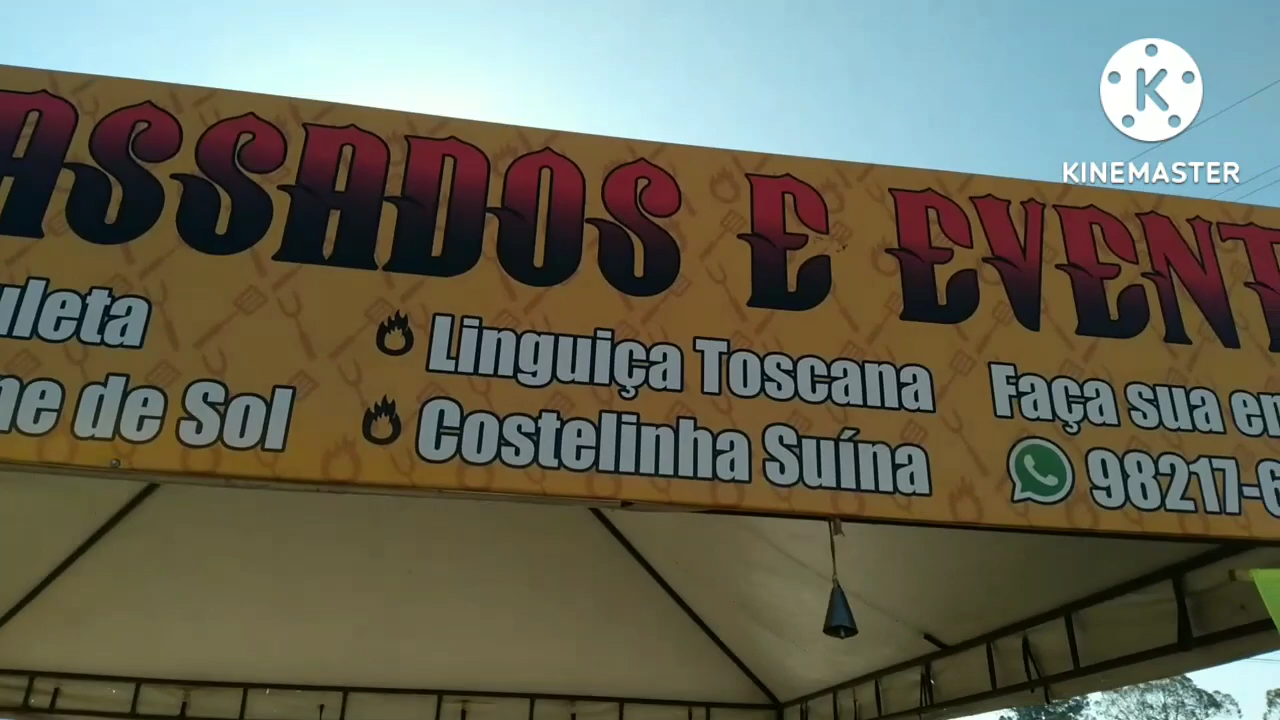 K
KINEMASTER
ASSADOS E EVENT
uleta
Linguiça Toscana
Faça sua en
ne de Sol
Costelinha Suína
98217-6